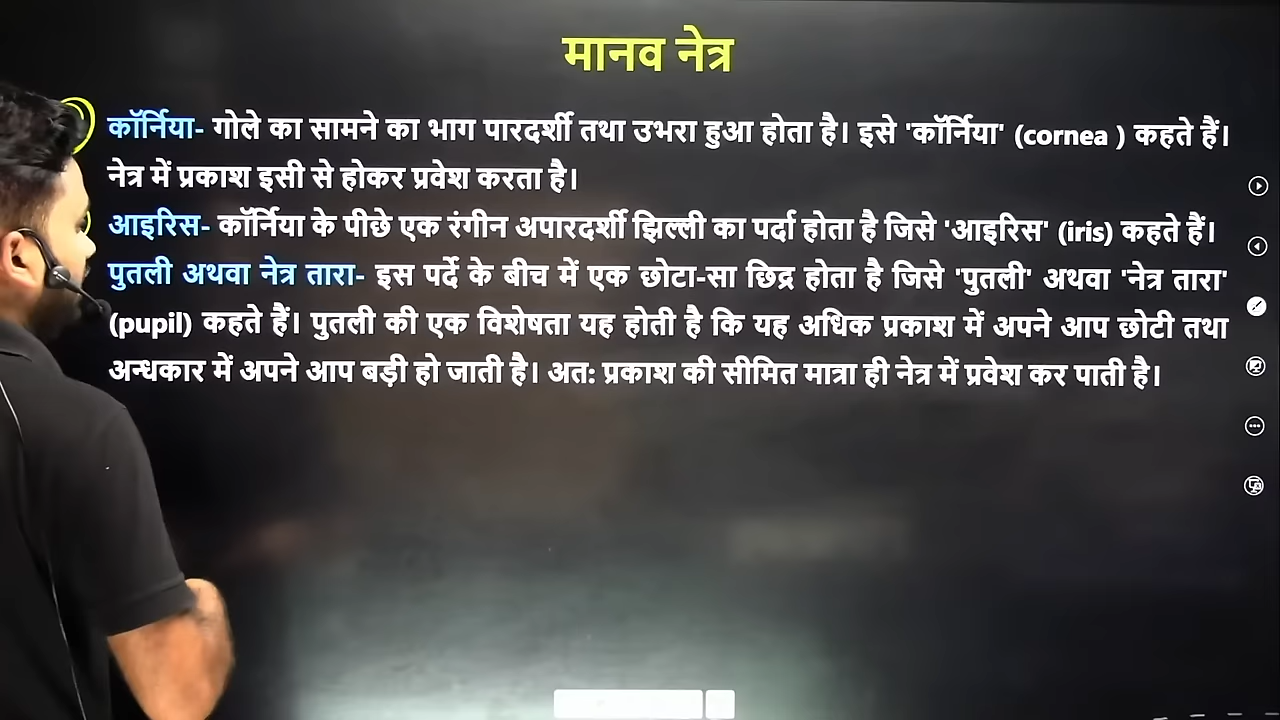 मानव नेत्र
कॉर्निया- गोले का सामने का भाग पारदर्शी तथा उभरा हुआ होता है। इसे 'कॉर्निया' (cornea ) कहते हैं।
नेत्र में प्रकाश इसी से होकर प्रवेश करता है।
आइरिस- कॉर्निया के पीछे एक रंगीन अपारदर्शी झिल्ली का पर्दा होता है जिसे 'आइरिस' (iris) कहते हैं।
पुतली अथवा नेत्र तारा- इस पर्दे के बीच में एक छोटा-सा छिद्र होता है जिसे 'पुतली' अथवा 'नेत्र तारा'
(pupil) कहते हैं। पुतली की एक विशेषता यह होती है कि यह अधिक प्रकाश में अपने आप छोटी तथा
अन्धकार में अपने आप बड़ी हो जाती है। अत: प्रकाश की सीमित मात्रा ही नेत्र में प्रवेश कर पाती है।